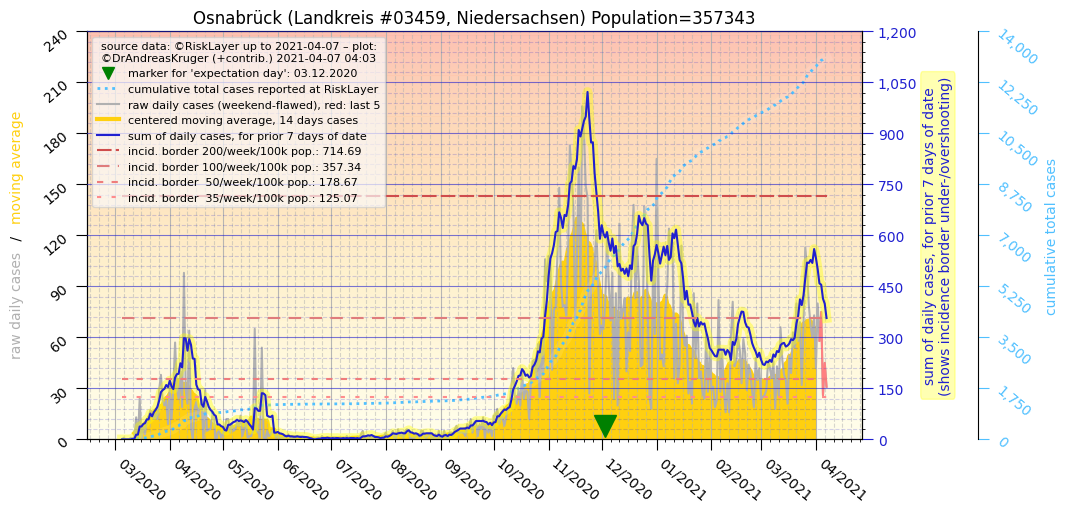 Osnabrück (Landkreis #03459, Niedersachsen) Population=357343
source data: ©RiskLayer up to 2021-04-07 – plot:
©DrAndreasKruger (+contrib.) 2021-04-07 04:03
marker for 'expectation day': 03.12.2020
cumulative total cases reported at RiskLayer
raw daily cases (weekend-flawed), red: last 5
centered moving average, 14 days cases
sum of daily cases, for prior 7 days of date
incid. border 200/week/100k pop.: 714.69
incid. border 100/week/100k pop.: 357.34
incid. border  50/week/100k pop.: 178.67
incid. border  35/week/100k pop.: 125.07
raw daily cases / moving average
240
210
180
150
120
90
60
30
0
03/2020
04/2020
05/2020
06/2020
07/2020
08/2020
09/2020
10/2020
11/2020
12/2020
01/2021
02/2021
03/2021
04/2021
1,200
1,050
900
750
600
450
300
150
0
sum of daily cases, for prior 7 days of date
(shows incidence border under-/overshooting)
14,000
12,250
10,500
8,750
7,000
5,250
3,500
1,750
0
cumulative total cases